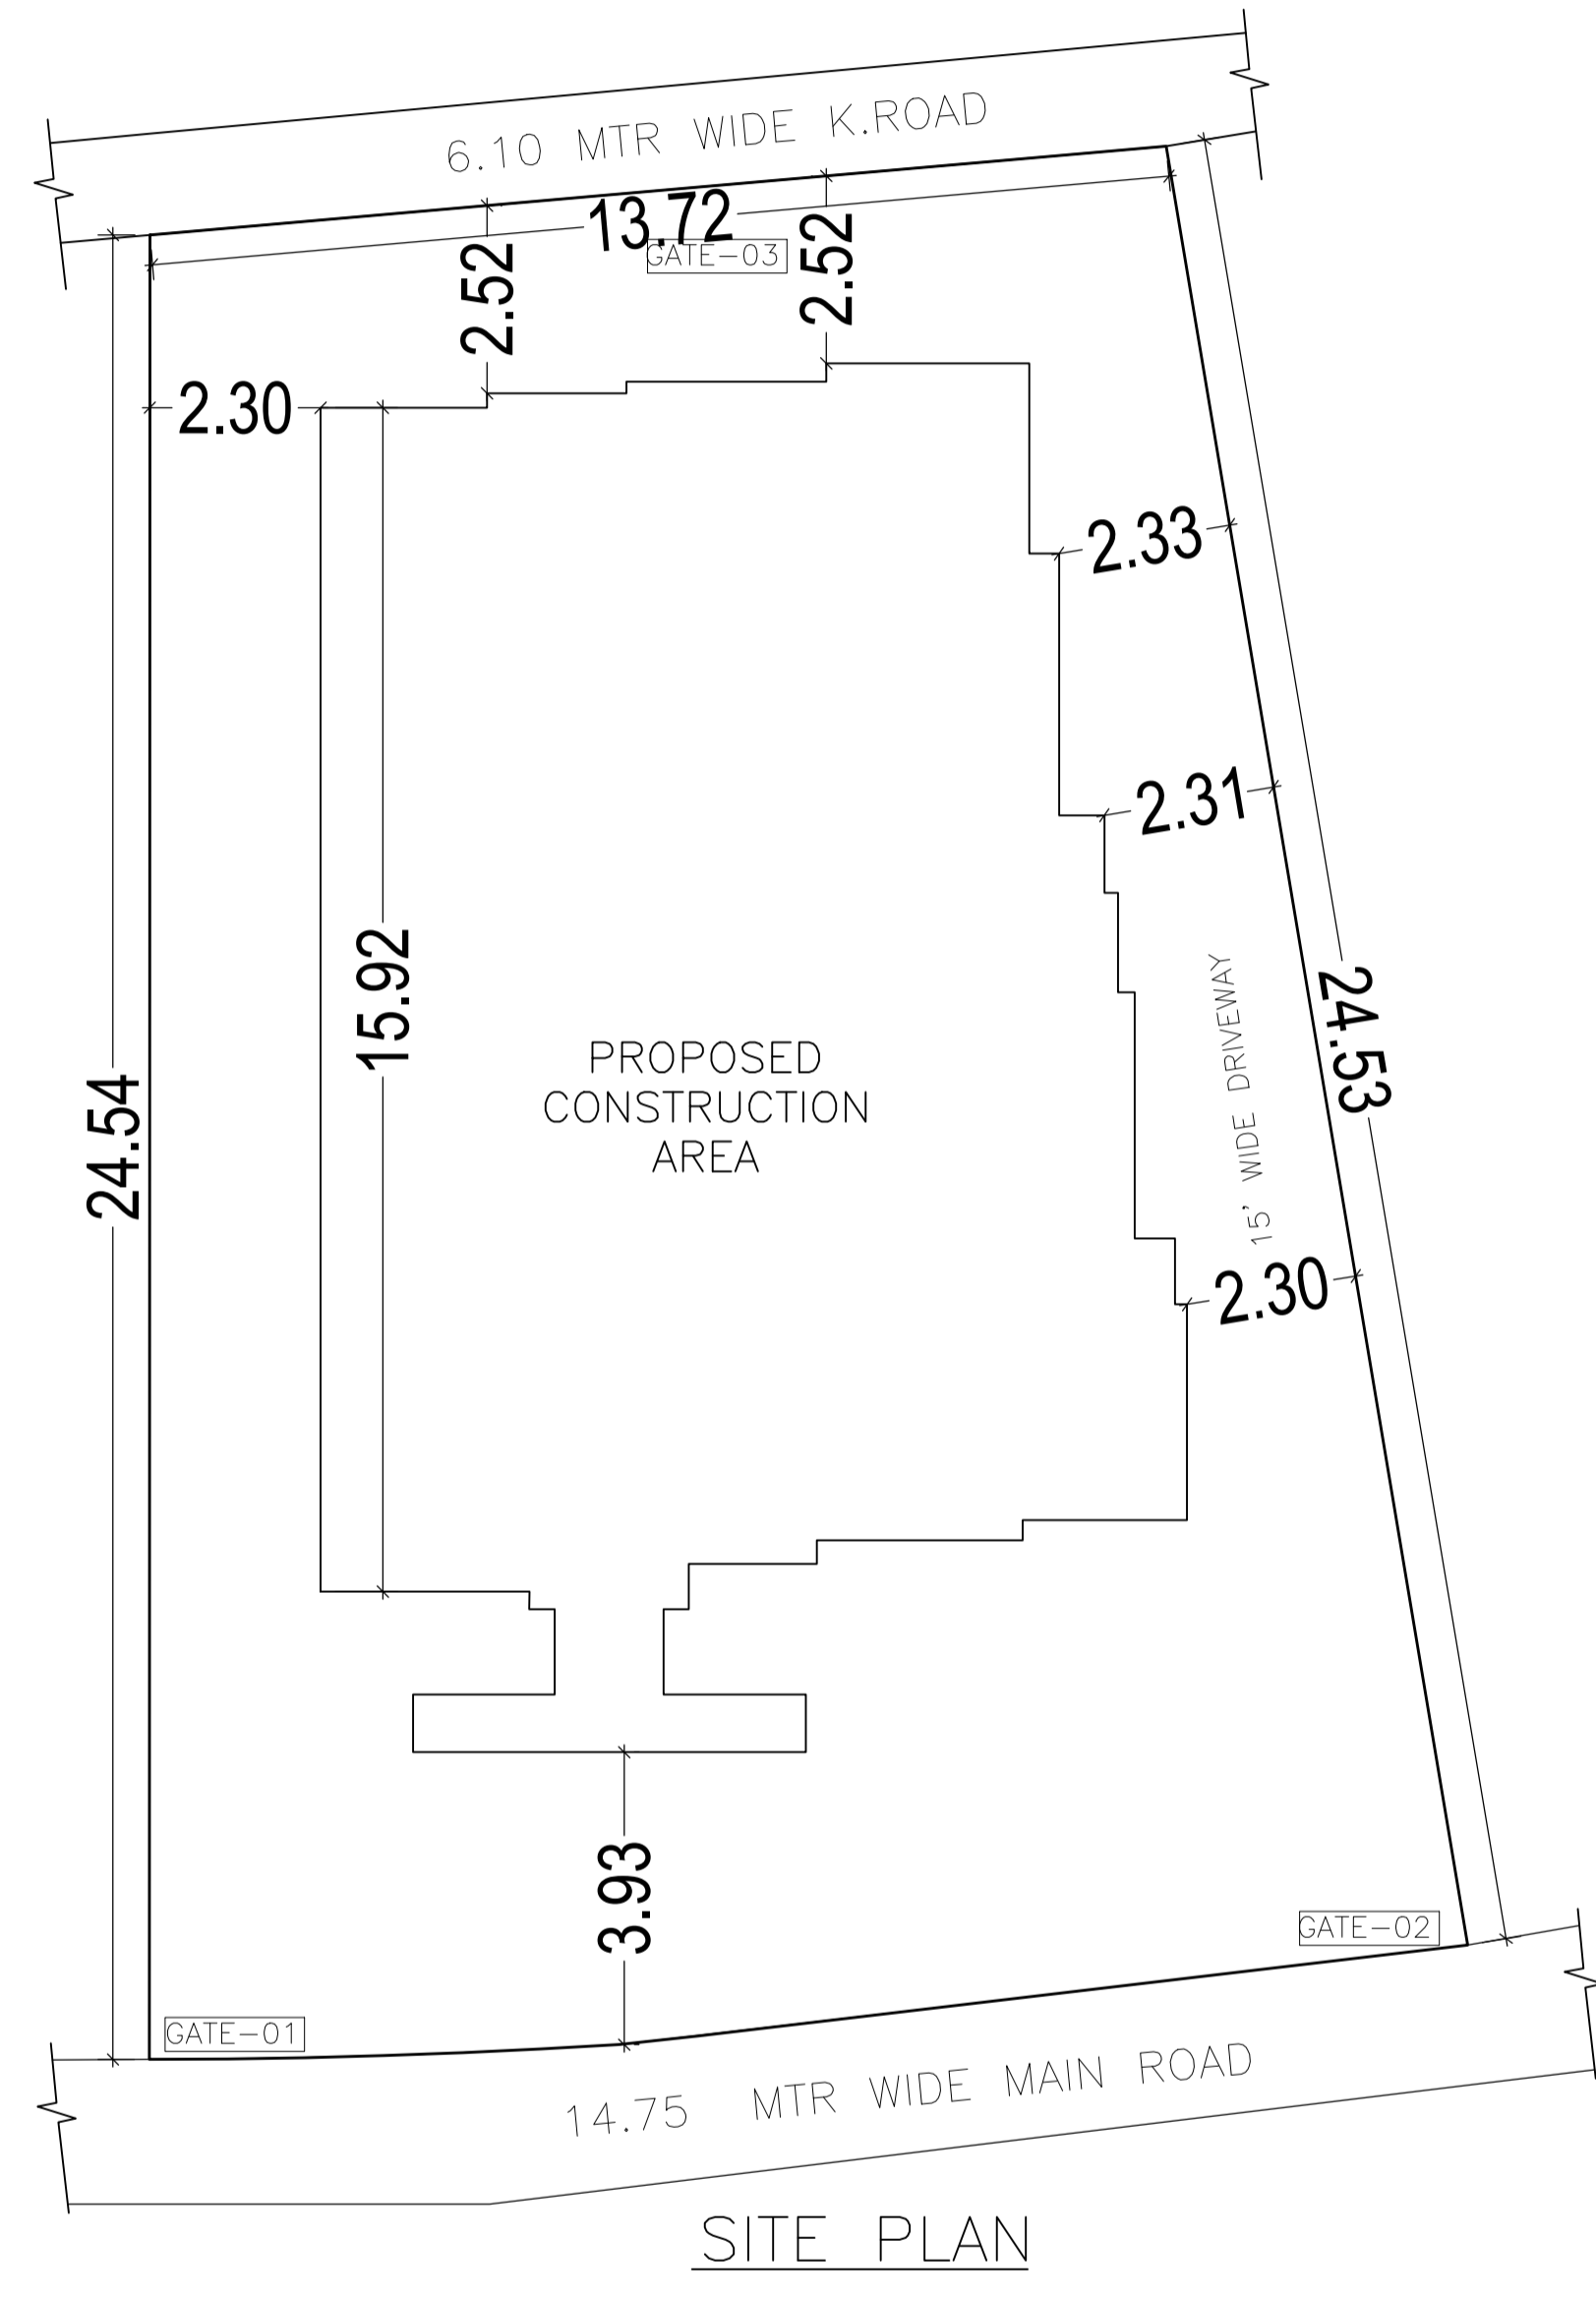 6.10 MTR WIDE K.ROAD
13.72
GATE-03
2.52
2.52
2.30
2.33
2.31
15.92
24.54
24.53
PROPOSED
CONSTRUCTION
AREA
15' WIDE DRIVEWAY
2.30
3.93
GATE-02
GATE-01
14.75 MTR WIDE MAIN ROAD
SITE PLAN